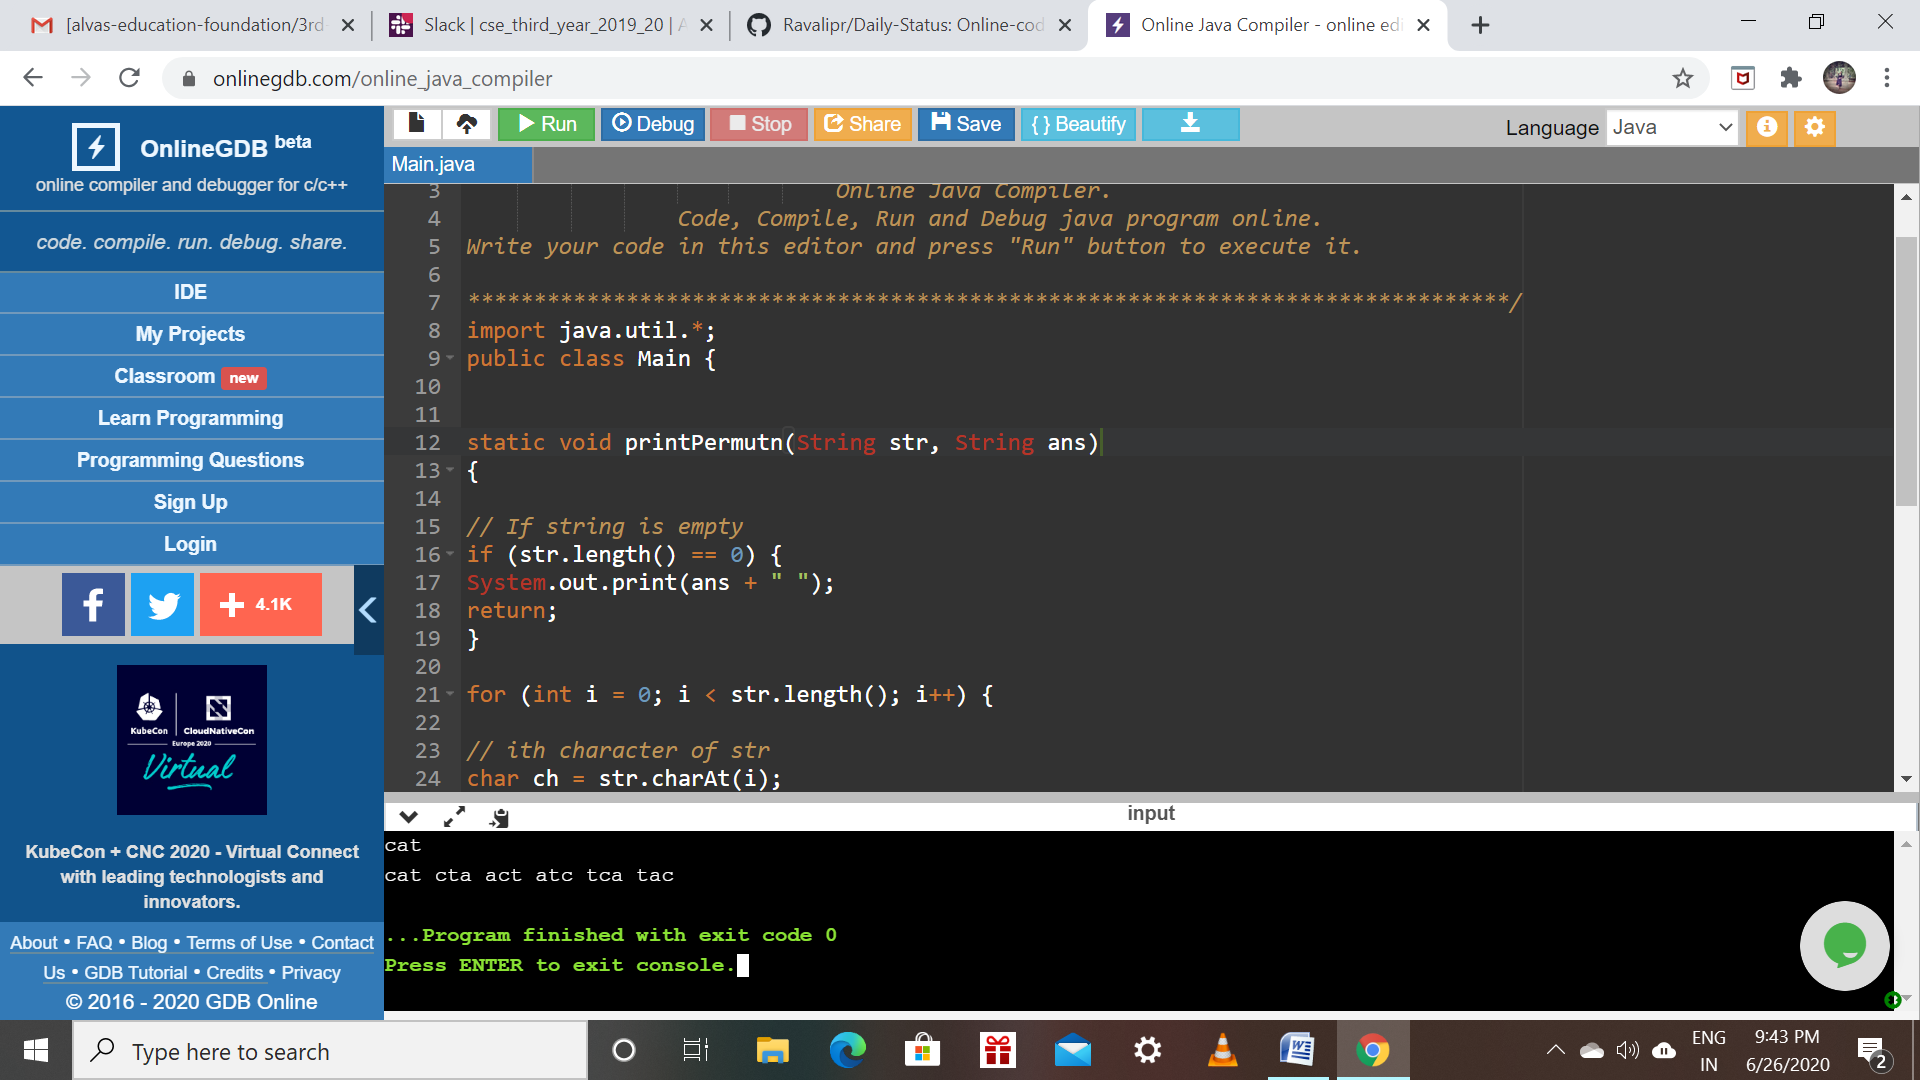 [alvas-education-foundation/3rd
Slack | cse_third_year_2019_20 | A
Ravalipr/Daily-Status: Online-cod
Online Java Compiler - online edi
onlinegdb.com/online_java_compiler
OnlineGDB beta
online compiler and debugger for c/c++
code. compile. run. debug. share.
IDE
My Projects
Classroom new
Learn Programming
Programming Questions
Sign Up
Login
4.1K
KubeCon CloudNativeCon
Europe 2020
Virtual
KubeCon + CNC 2020 - Virtual Connect
with leading technologists and
innovators.
About • FAQ • Blog • Terms of Use • Contact
Us • GDB Tutorial • Credits • Privacy
© 2016 - 2020 GDB Online
Run Debug Stop Share Save { } Beautify
Language Java
Main.java
3 Online Java Compiler.
4 Code, Compile, Run and Debug java program online.
5 Write your code in this editor and press "Run" button to execute it.
6
7 *******************************************************************************/
8 import java.util.*;
9 public class Main {
10
11
12 static void printPermutn(String str, String ans)
13 {
14
15 // If string is empty
16 if (str.length() == 0) {
17 System.out.print(ans + " ");
18 return;
19 }
20
21 for (int i = 0; i < str.length(); i++) {
22
23 // ith character of str
24 char ch = str.charAt(i);
input
cat
cat cta act atc tca tac
...Program finished with exit code 0
Press ENTER to exit console.
Type here to search
ENG
IN
9:43 PM
6/26/2020
2